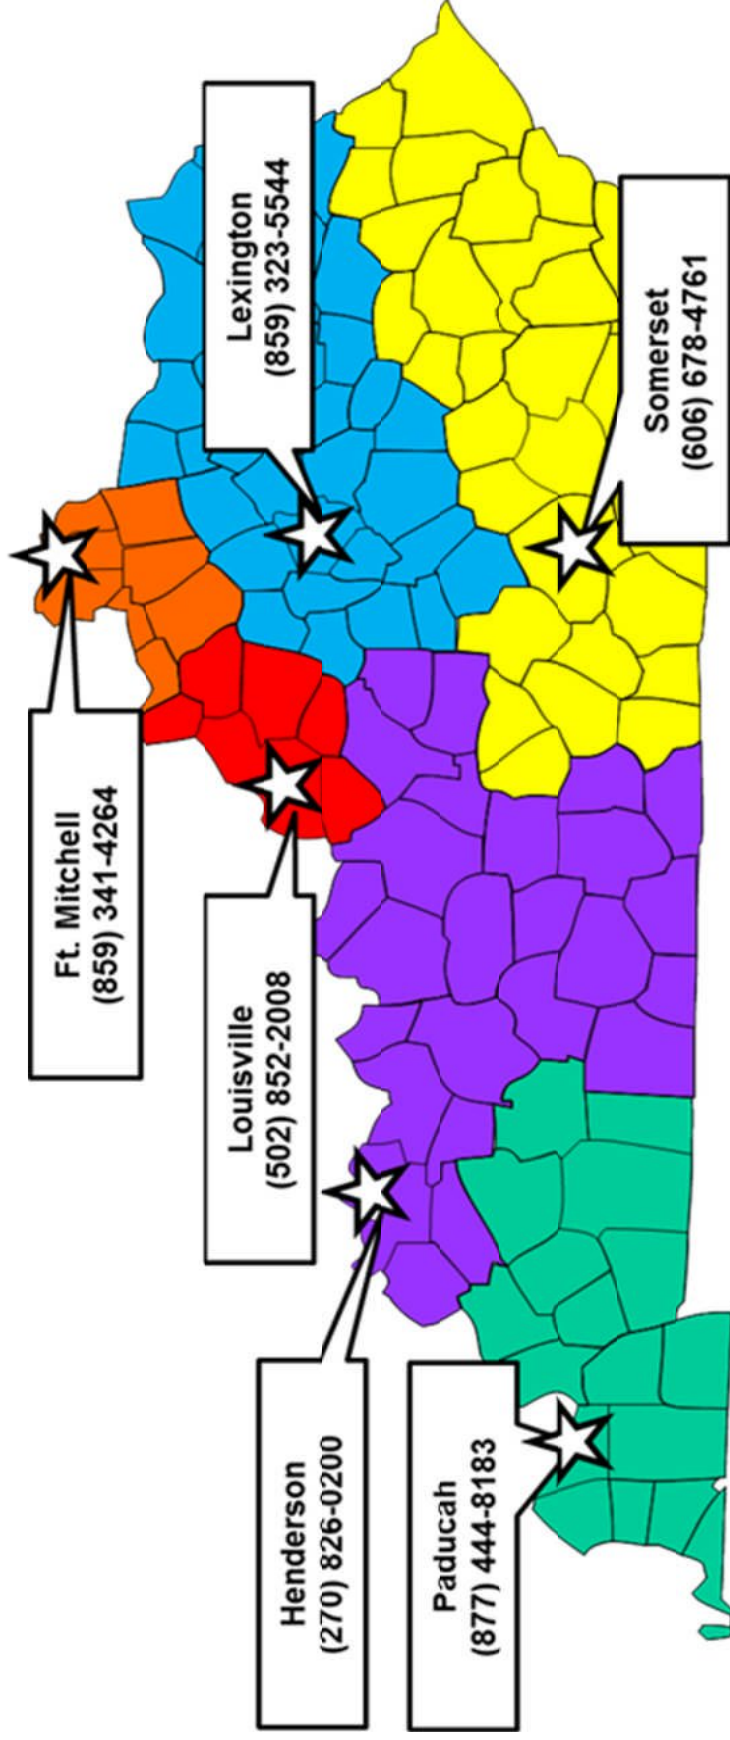 Ft. Mitchell
(859) 341-4264
Lexington
(859) 323-5544
Louisville
(502) 852-2008
Henderson
(270) 826-0200
Paducah
(877) 444-8183
Somerset
(606) 678-4761